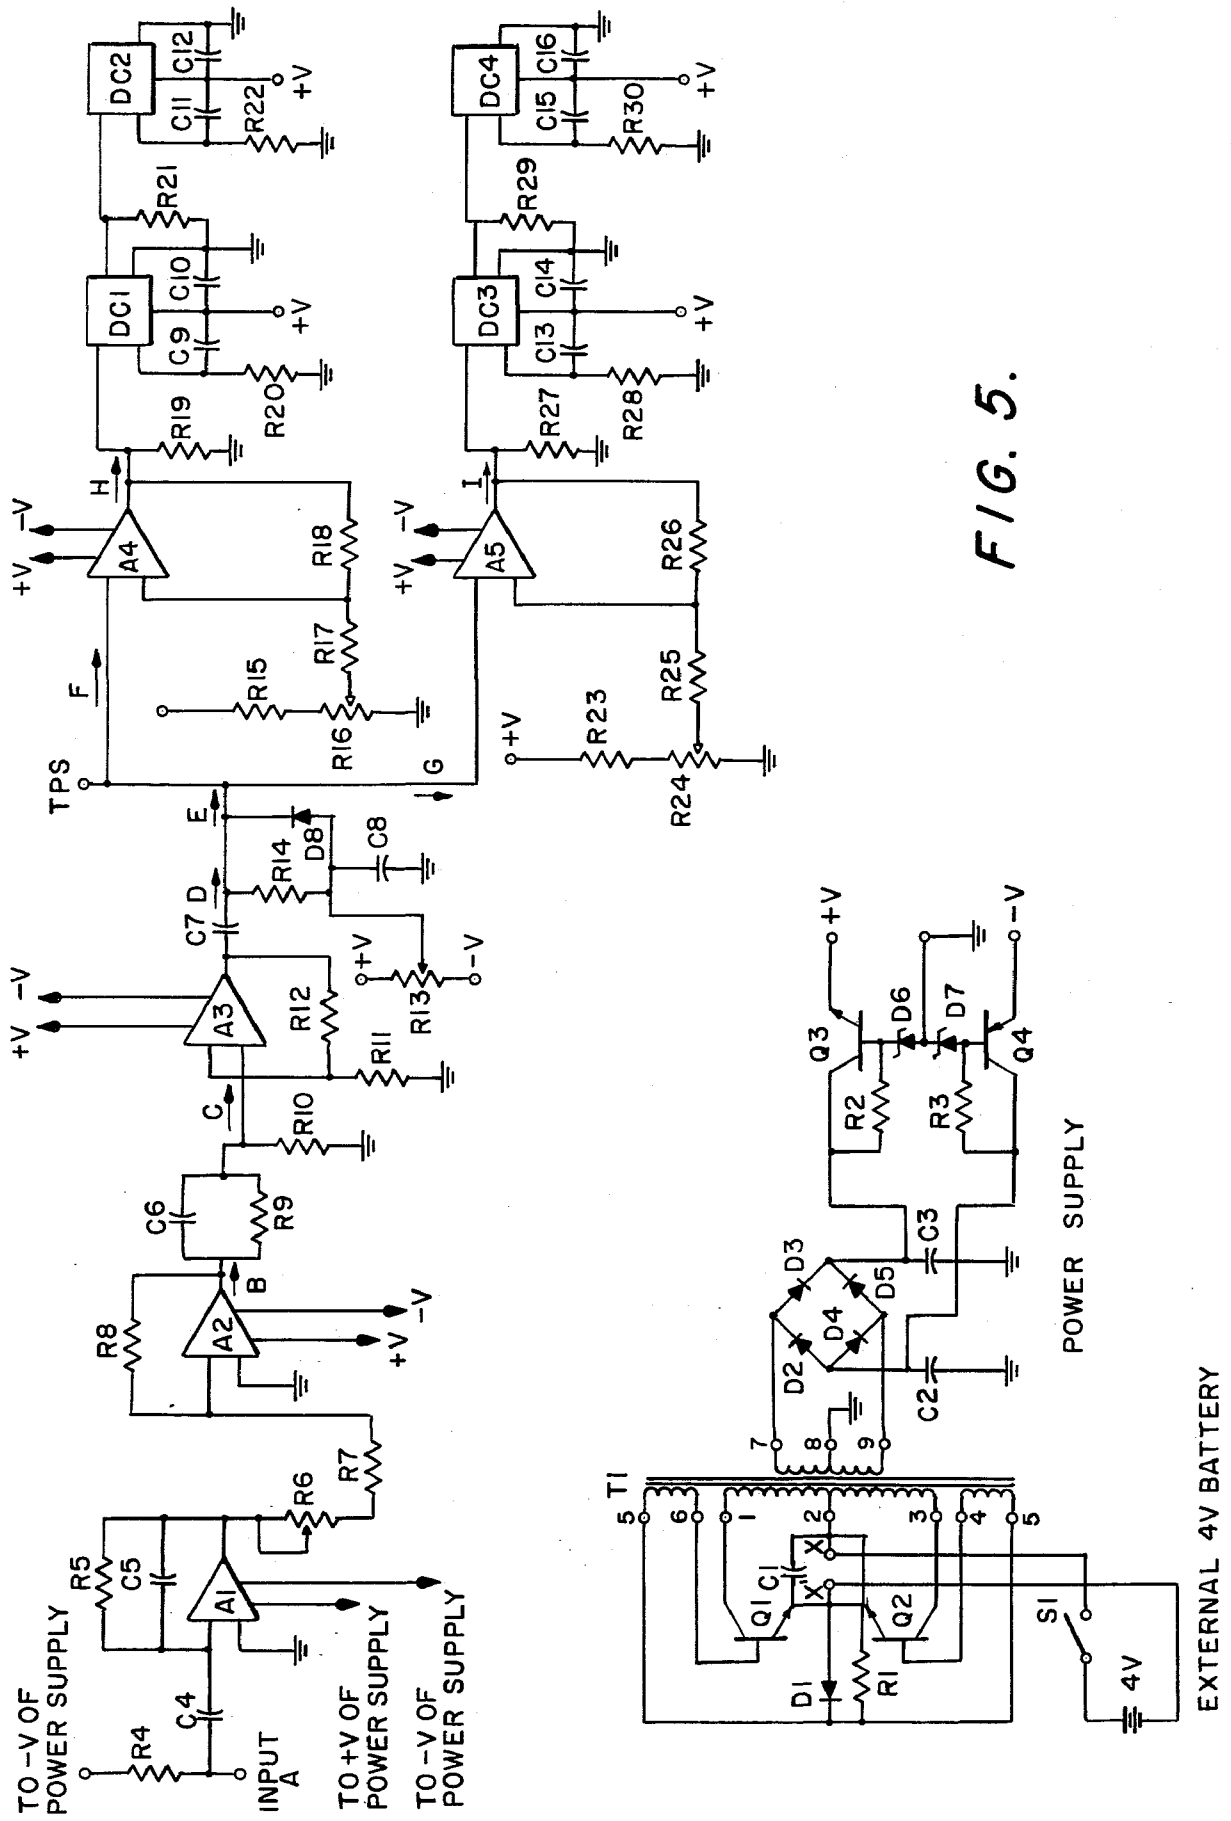 TO -V OF
POWER SUPPLY
R4
INPUT
A
C4
R5
C5
A1
TO +V OF
POWER SUPPLY
TO -V OF
POWER SUPPLY
R6
R7
R8
A2
B
+V
-V
C6
R9
C
R10
+V
-V
A3
R11
R12
C7
D
E
R14
D8
C8
+V
R13
-V
TPS
F
G
R15
R16
R17
R18
+V
-V
A4
H
R19
DC1
C9
C10
R20
+V
R21
DC2
C11
C12
R22
+V
+V
R23
R24
R25
R26
+V
-V
A5
I
R27
DC3
C13
C14
R28
+V
R29
DC4
C15
C16
R30
+V
T1
5
6
1
2
3
4
5
7
8
9
Q1
C1
X
X'
Q2
D1
R1
S1
4V
EXTERNAL 4V BATTERY
D2
D3
D4
D5
C2
C3
R2
R3
Q3
D6
D7
Q4
+V
-V
POWER SUPPLY
FIG. 5.